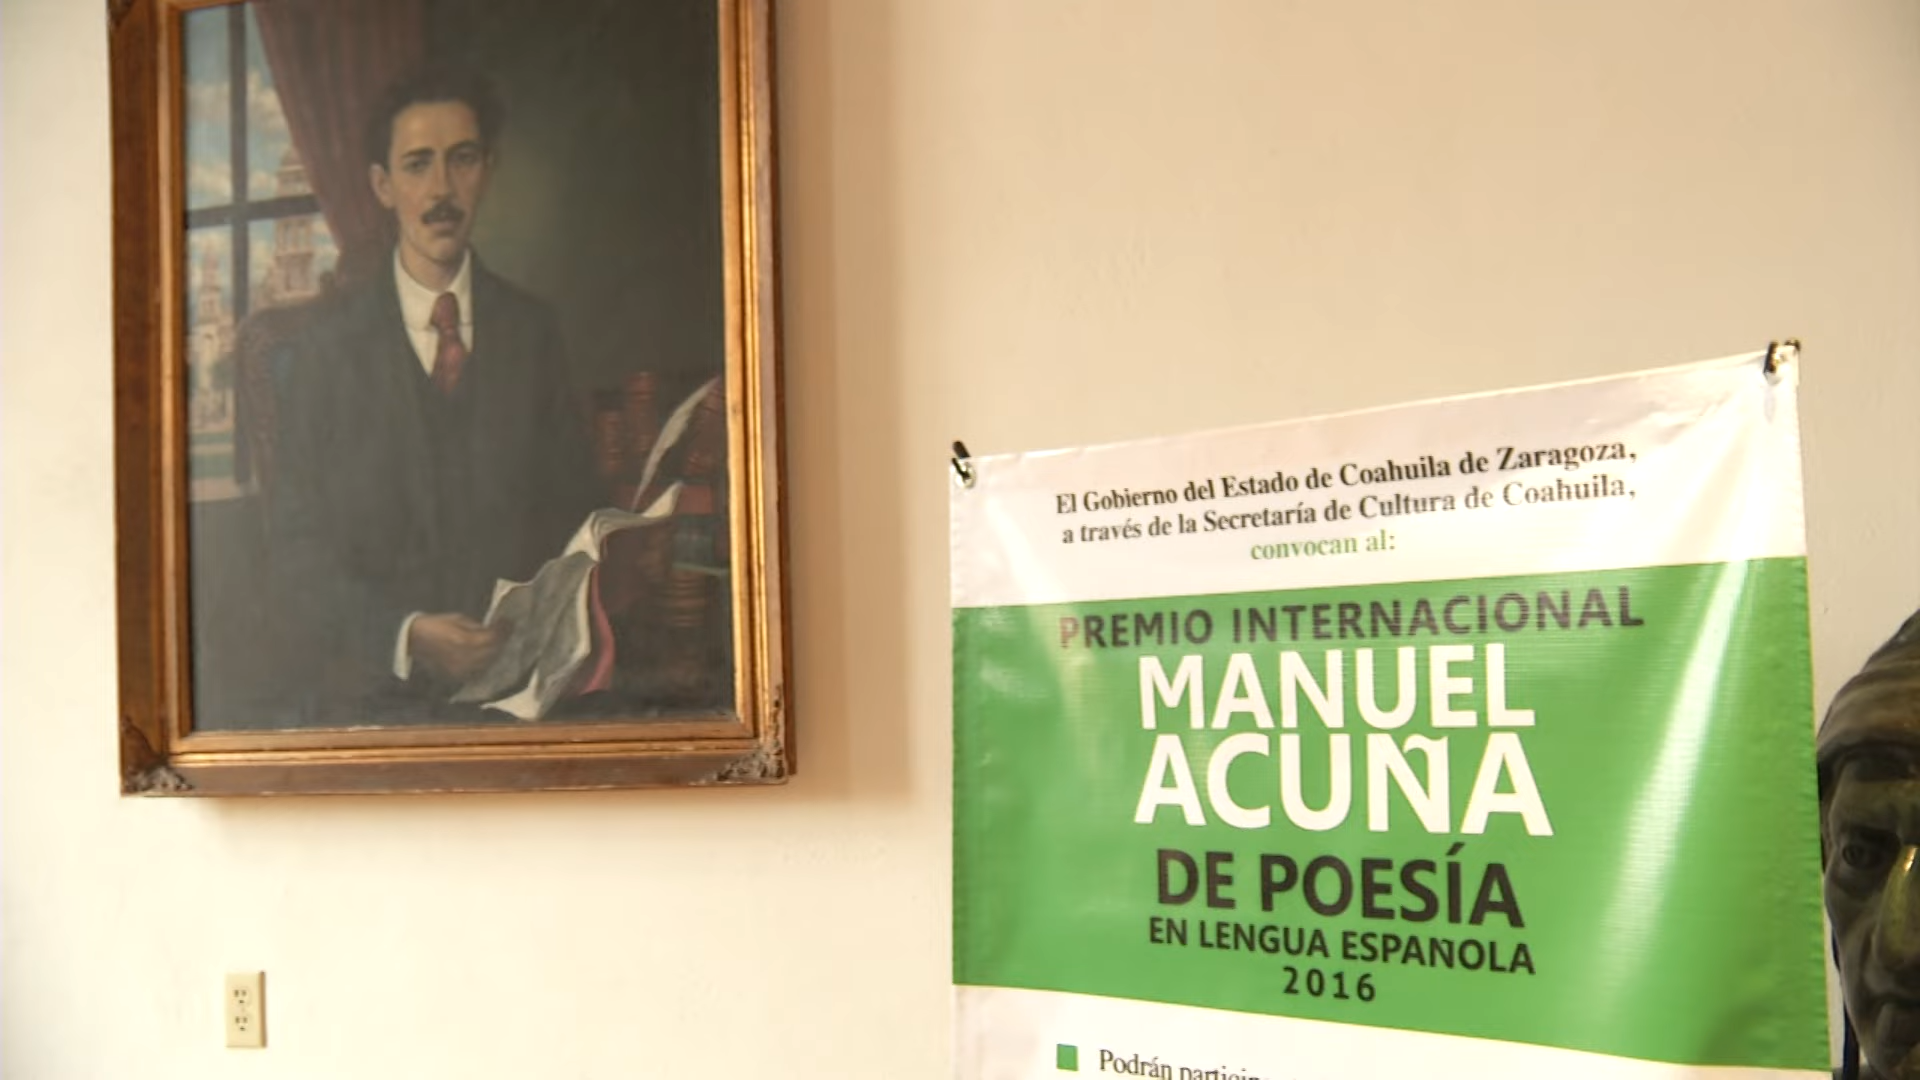 El Gobierno del Estado de Coahuila de Zaragoza,
a través de la Secretaría de Cultura de Coahuila,
convocan al:
PREMIO INTERNACIONAL
MANUEL
ACUÑA
DE POESÍA
EN LENGUA ESPAÑOLA
2016
Podrán